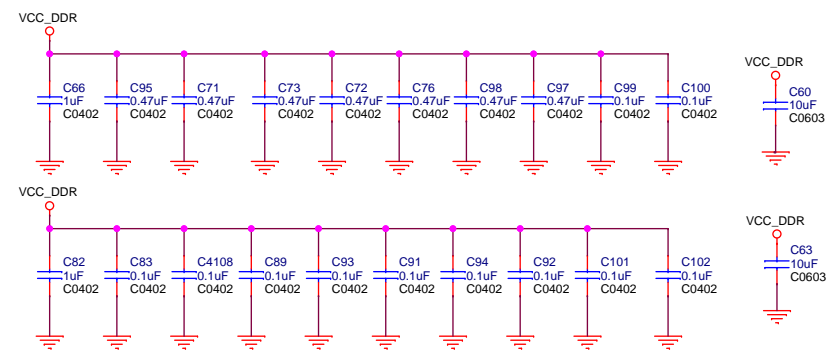 VCC_DDR
C66
1uF
C0402
C95
0.47uF
C0402
C71
0.47uF
C0402
C73
0.47uF
C0402
C72
0.47uF
C0402
C76
0.47uF
C0402
C98
0.47uF
C0402
C97
0.47uF
C0402
C99
0.1uF
C0402
C100
0.1uF
C0402
VCC_DDR
C60
10uF
C0603
VCC_DDR
C82
1uF
C0402
C83
0.1uF
C0402
C4108
0.1uF
C0402
C89
0.1uF
C0402
C93
0.1uF
C0402
C91
0.1uF
C0402
C94
0.1uF
C0402
C92
0.1uF
C0402
C101
0.1uF
C0402
C102
0.1uF
C0402
VCC_DDR
C63
10uF
C0603